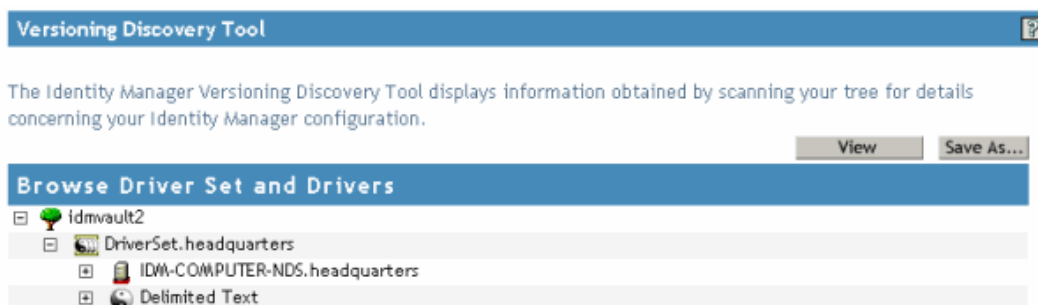 Versioning Discovery Tool
?
The Identity Manager Versioning Discovery Tool displays information obtained by scanning your tree for details
concerning your Identity Manager configuration.
View Save As...
Browse Driver Set and Drivers
idmvault2
DriverSet.headquarters
IDM-COMPUTER-NDS.headquarters
Delimited Text